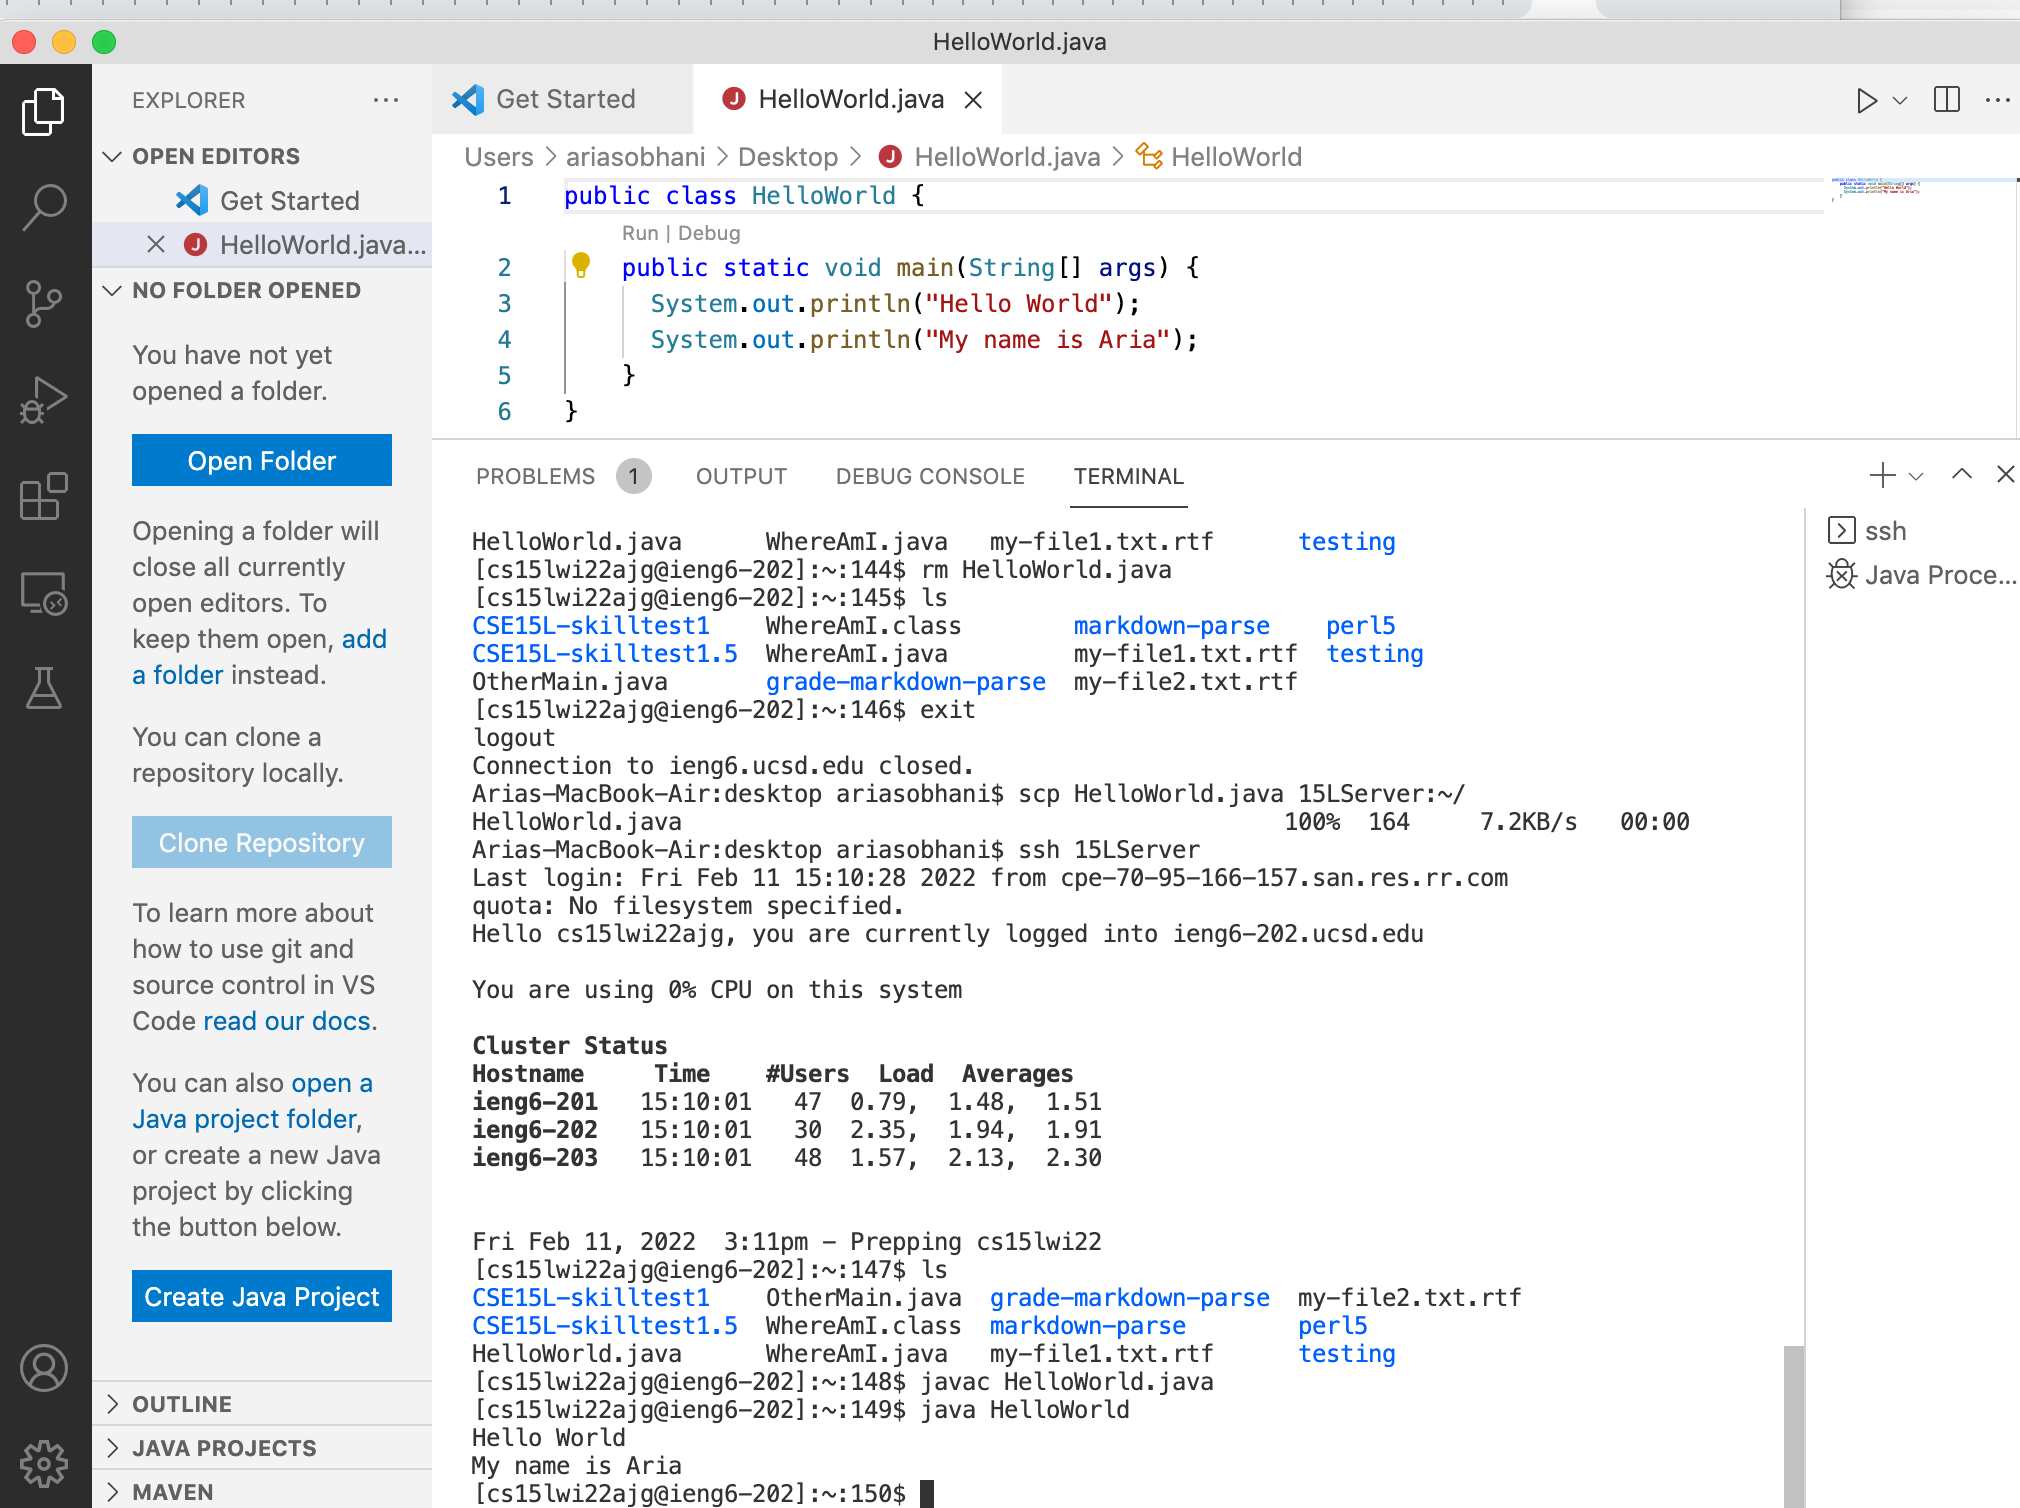 HelloWorld.java
EXPLORER
OPEN EDITORS
Get Started
HelloWorld.java...
NO FOLDER OPENED
You have not yet
opened a folder.
Open Folder
Opening a folder will
close all currently
open editors. To
keep them open, add
a folder instead.
You can clone a
repository locally.
Clone Repository
To learn more about
how to use git and
source control in VS
Code read our docs.
You can also open a
Java project folder,
or create a new Java
project by clicking
the button below.
Create Java Project
OUTLINE
JAVA PROJECTS
MAVEN
Get Started
J HelloWorld.java
Users > ariasobhani > Desktop > J HelloWorld.java > HelloWorld
1 public class HelloWorld {
Run | Debug
2 public static void main(String[] args) {
3 System.out.println("Hello World");
4 System.out.println("My name is Aria");
5 }
6 }
PROBLEMS 1 OUTPUT DEBUG CONSOLE TERMINAL
ssh
Java Proce...
HelloWorld.java WhereAmI.java my-file1.txt.rtf testing
[cs15lwi22ajg@ieng6-202]:~:144$ rm HelloWorld.java
[cs15lwi22ajg@ieng6-202]:~:145$ ls
CSE15L-skilltest1 WhereAmI.class markdown-parse perl5
CSE15L-skilltest1.5 WhereAmI.java my-file1.txt.rtf testing
OtherMain.java grade-markdown-parse my-file2.txt.rtf
[cs15lwi22ajg@ieng6-202]:~:146$ exit
logout
Connection to ieng6.ucsd.edu closed.
Arias-MacBook-Air:desktop ariasobhani$ scp HelloWorld.java 15LServer:~/
HelloWorld.java 100% 164 7.2KB/s 00:00
Arias-MacBook-Air:desktop ariasobhani$ ssh 15LServer
Last login: Fri Feb 11 15:10:28 2022 from cpe-70-95-166-157.san.res.rr.com
quota: No filesystem specified.
Hello cs15lwi22ajg, you are currently logged into ieng6-202.ucsd.edu
You are using 0% CPU on this system
Cluster Status
Hostname Time #Users Load Averages
ieng6-201 15:10:01 47 0.79, 1.48, 1.51
ieng6-202 15:10:01 30 2.35, 1.94, 1.91
ieng6-203 15:10:01 48 1.57, 2.13, 2.30
Fri Feb 11, 2022 3:11pm - Prepping cs15lwi22
[cs15lwi22ajg@ieng6-202]:~:147$ ls
CSE15L-skilltest1 OtherMain.java grade-markdown-parse my-file2.txt.rtf
CSE15L-skilltest1.5 WhereAmI.class markdown-parse perl5
HelloWorld.java WhereAmI.java my-file1.txt.rtf testing
[cs15lwi22ajg@ieng6-202]:~:148$ javac HelloWorld.java
[cs15lwi22ajg@ieng6-202]:~:149$ java HelloWorld
Hello World
My name is Aria
[cs15lwi22ajg@ieng6-202]:~:150$